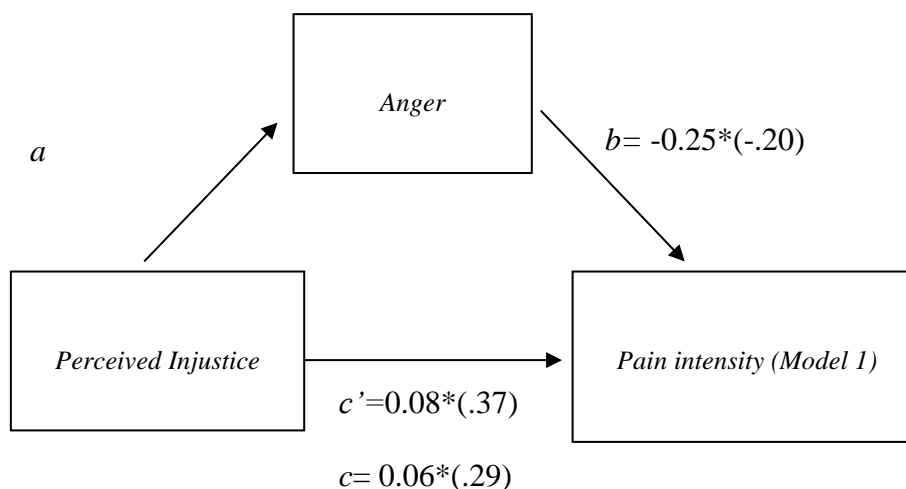 Anger
b= -0.25*(-.20)
a
Perceived Injustice
Pain intensity (Model 1)
c’=0.08*(.37)
c= 0.06*(.29)